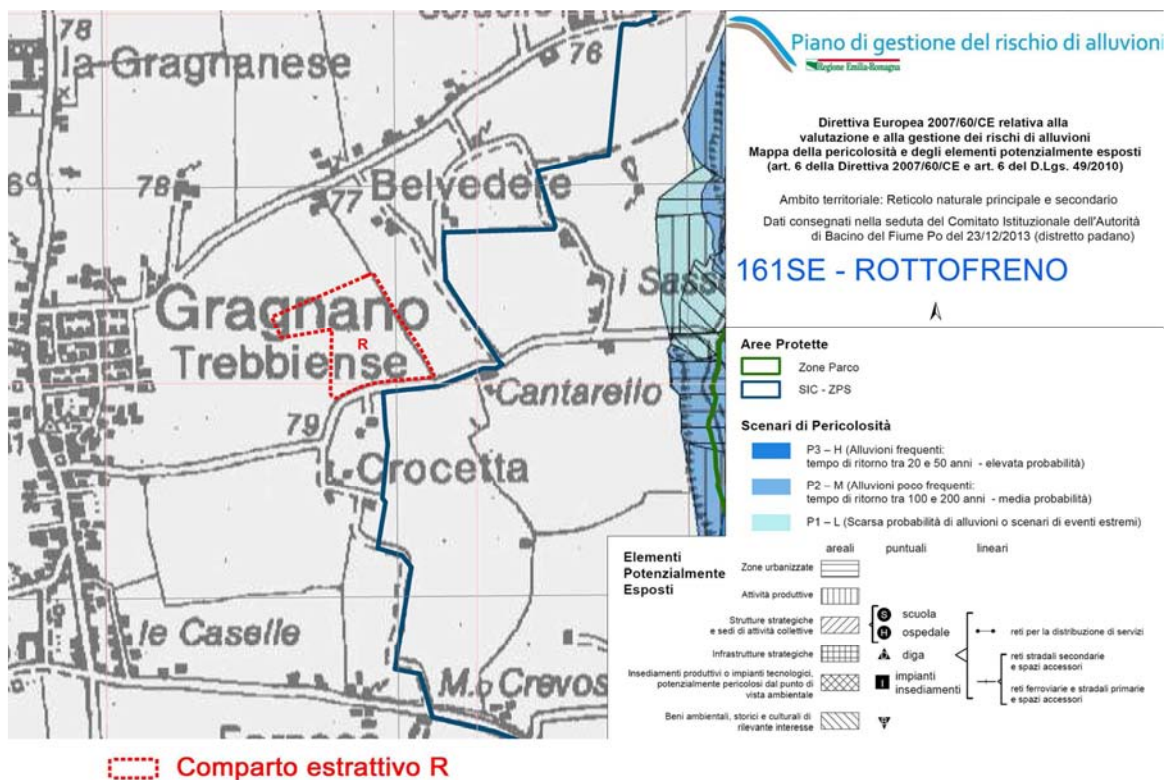 78
la Gragnanese
76
6°
78
77
Belvedere
Gragnano
Trebbiense
R
i Sass
Cantarello
79
Crocetta
le Caselle
M.o Crevos
Piano di gestione del rischio di alluvioni
Regione Emilia-Romagna
Direttiva Europea 2007/60/CE relativa alla
valutazione e alla gestione dei rischi di alluvioni
Mappa della pericolosità e degli elementi potenzialmente esposti
(art. 6 della Direttiva 2007/60/CE e art. 6 del D.Lgs. 49/2010)
Ambito territoriale: Reticolo naturale principale e secondario
Dati consegnati nella seduta del Comitato Istituzionale dell'Autorità
di Bacino del Fiume Po del 23/12/2013 (distretto padano)
161SE - ROTTOFRENO
Aree Protette
Zone Parco
SIC - ZPS
Scenari di Pericolosità
P3 – H (Alluvioni frequenti:
tempo di ritorno tra 20 e 50 anni - elevata probabilità)
P2 – M (Alluvioni poco frequenti:
tempo di ritorno tra 100 e 200 anni - media probabilità)
P1 – L (Scarsa probabilità di alluvioni o scenari di eventi estremi)
Elementi
Potenzialmente
Esposti
areali puntuali lineari
Zone urbanizzate
Attività produttive
Strutture strategiche
e sedi di attività collettive
S scuola
H ospedale
reti per la distribuzione di servizi
Infrastrutture strategiche
diga
reti stradali secondarie
e spazi accessori
Insediamenti produttivi o impianti tecnologici,
potenzialmente pericolosi dal punto di
vista ambientale
I impianti
insediamenti
reti ferroviarie e stradali primarie
e spazi accessori
Beni ambientali, storici e culturali di
rilevante interesse
Comparto estrattivo R